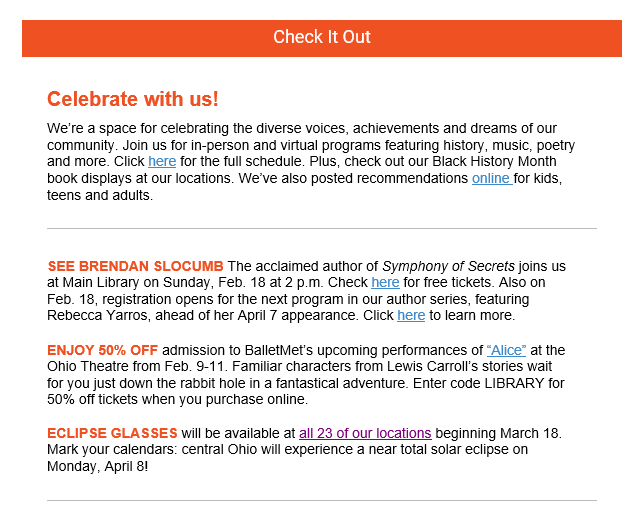 Check It Out
Celebrate with us!
We’re a space for celebrating the diverse voices, achievements and dreams of our
community. Join us for in-person and virtual programs featuring history, music, poetry
and more. Click here for the full schedule. Plus, check out our Black History Month
book displays at our locations. We’ve also posted recommendations online for kids,
teens and adults.
SEE BRENDAN SLOCUMB The acclaimed author of Symphony of Secrets joins us
at Main Library on Sunday, Feb. 18 at 2 p.m. Check here for free tickets. Also on
Feb. 18, registration opens for the next program in our author series, featuring
Rebecca Yarros, ahead of her April 7 appearance. Click here to learn more.
ENJOY 50% OFF admission to BalletMet’s upcoming performances of “Alice” at the
Ohio Theatre from Feb. 9-11. Familiar characters from Lewis Carroll’s stories wait
for you just down the rabbit hole in a fantastical adventure. Enter code LIBRARY for
50% off tickets when you purchase online.
ECLIPSE GLASSES will be available at all 23 of our locations beginning March 18.
Mark your calendars: central Ohio will experience a near total solar eclipse on
Monday, April 8!